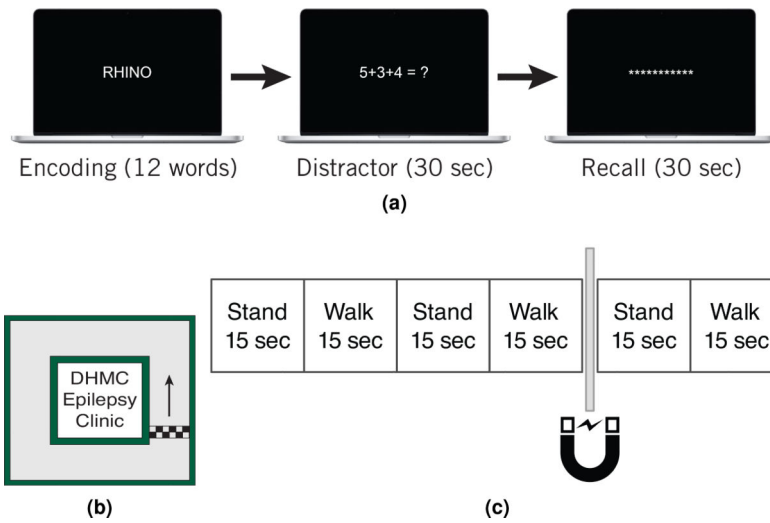 RHINO
5+3+4 = ?
***********
Encoding (12 words)
Distractor (30 sec)
Recall (30 sec)
(a)
DHMC
Epilepsy
Clinic
(b)
Stand
15 sec
Walk
15 sec
Stand
15 sec
Walk
15 sec
Stand
15 sec
Walk
15 sec
(c)